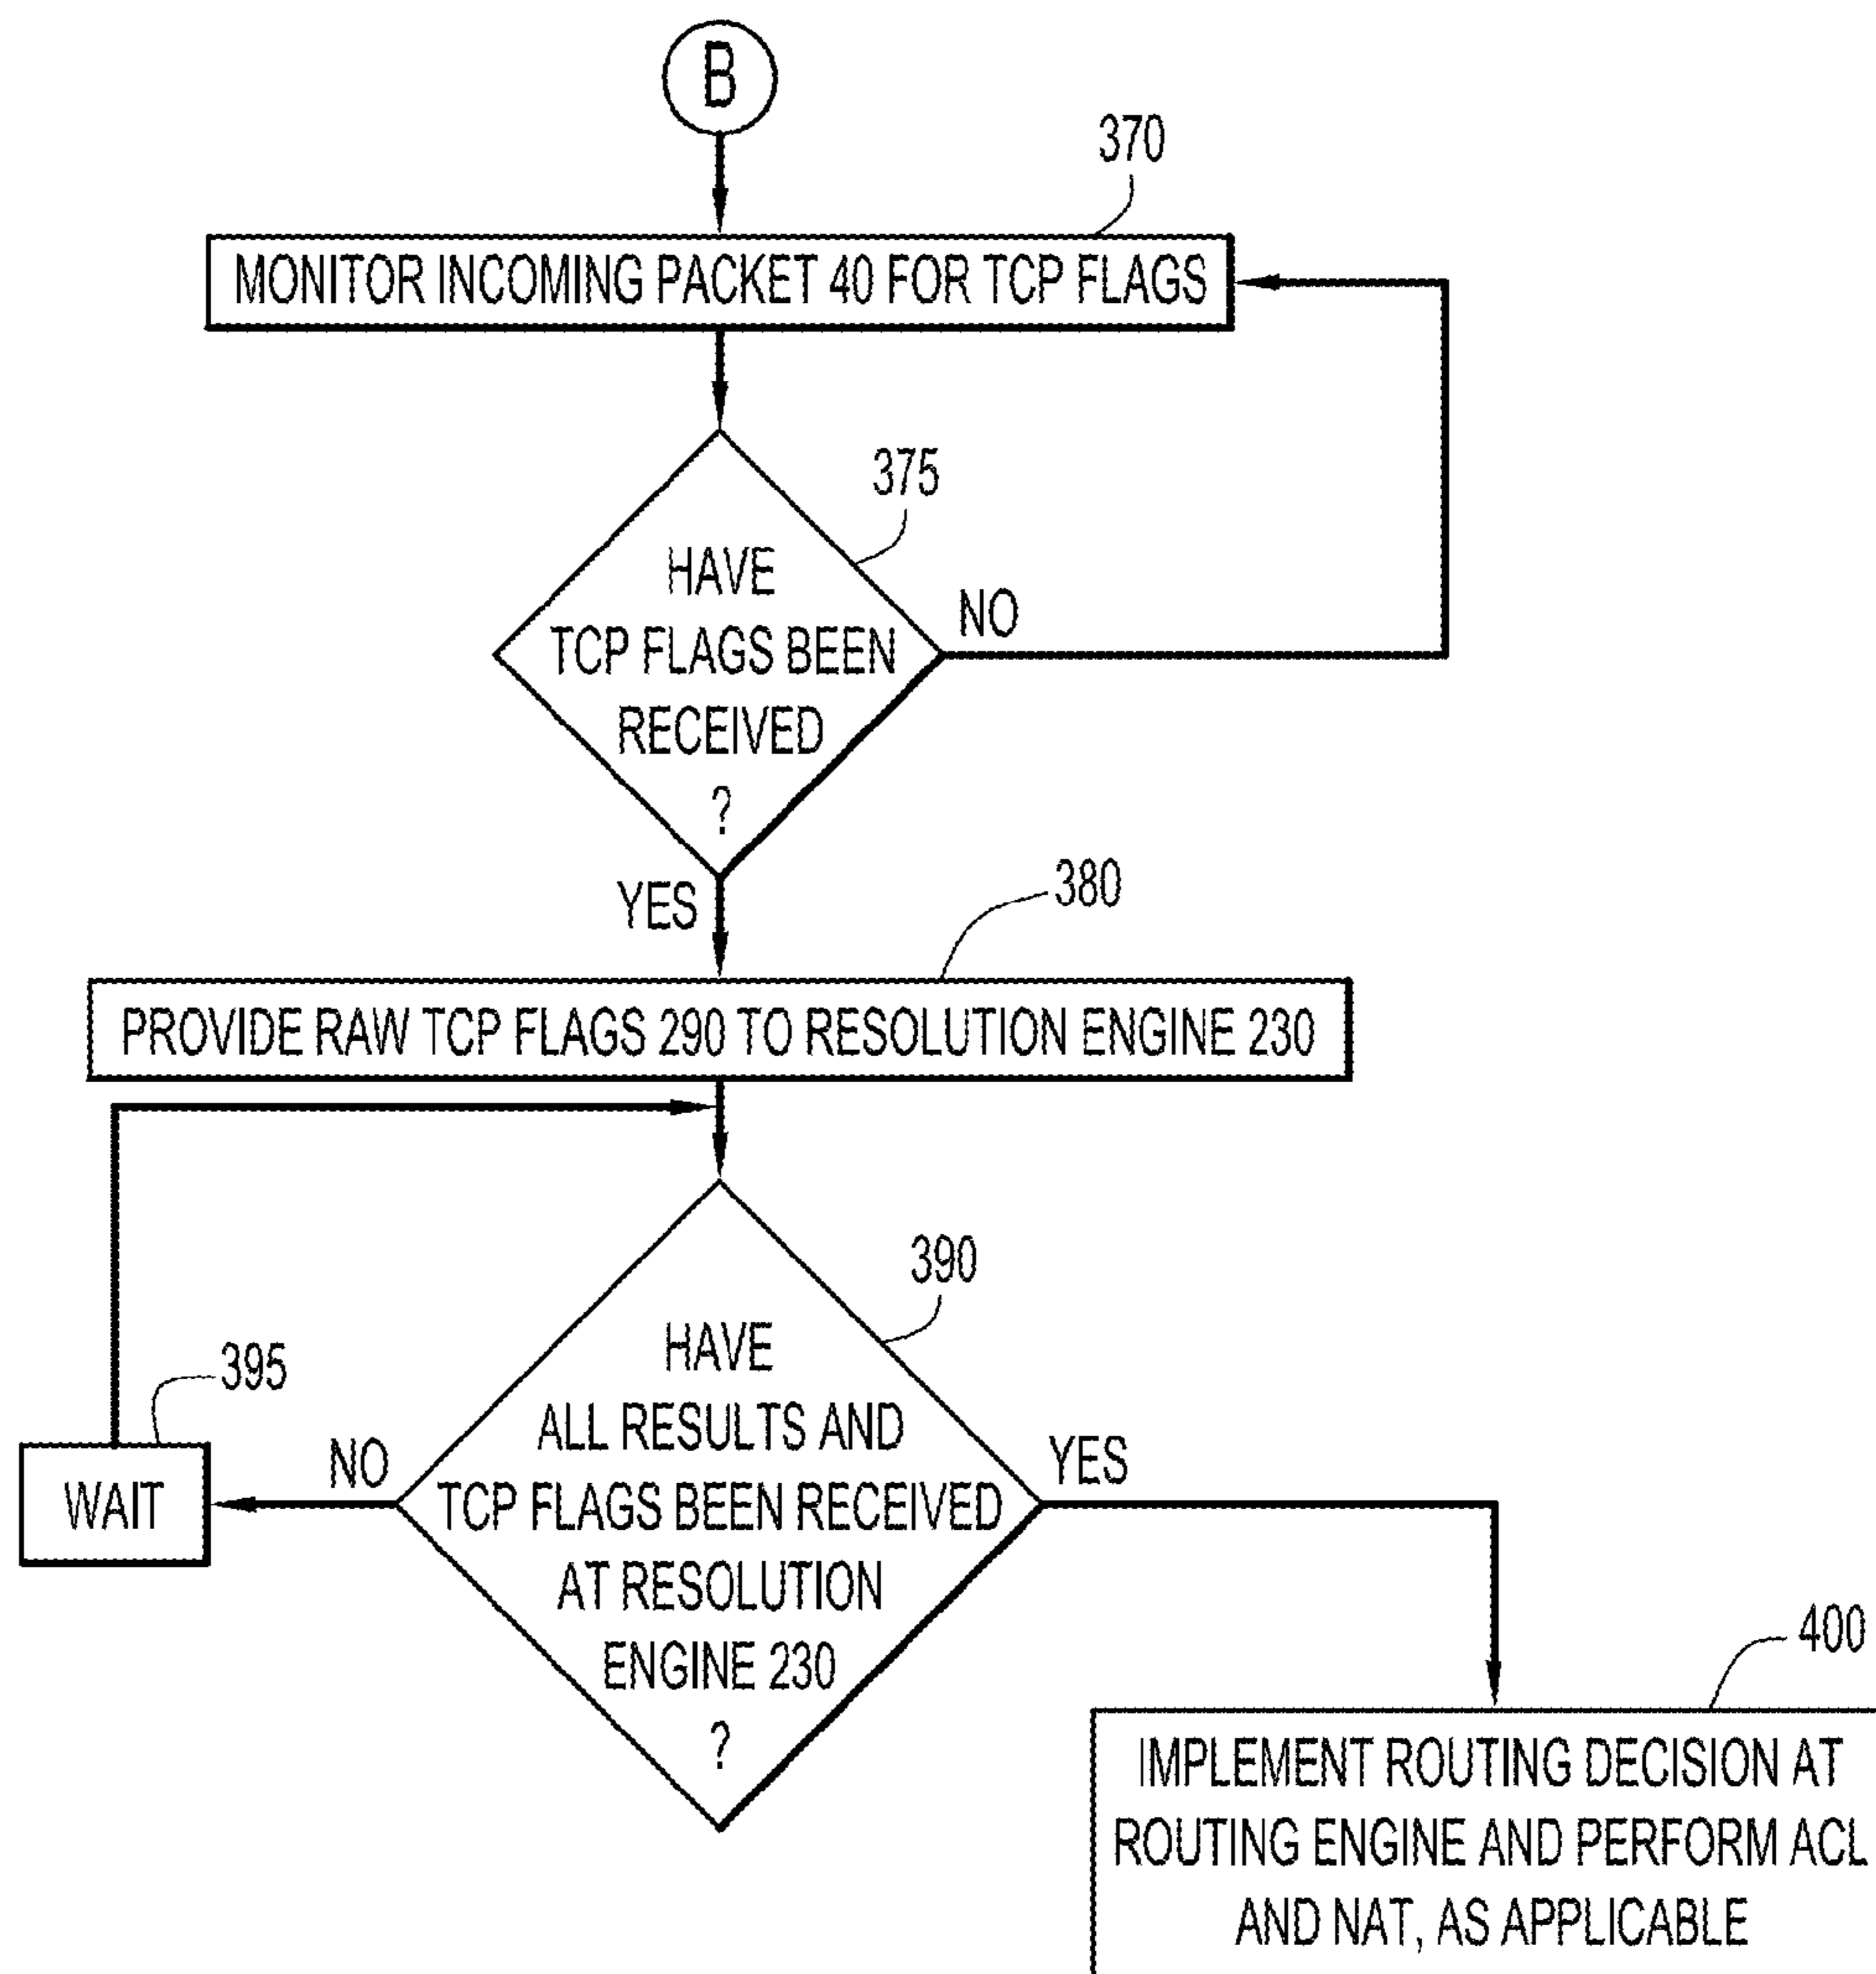 B
370
MONITOR INCOMING PACKET 40 FOR TCP FLAGS
375
HAVE
TCP FLAGS BEEN
RECEIVED
?
NO
YES
380
PROVIDE RAW TCP FLAGS 290 TO RESOLUTION ENGINE 230
390
HAVE
ALL RESULTS AND
TCP FLAGS BEEN RECEIVED
AT RESOLUTION
ENGINE 230
?
395
NO
WAIT
YES
400
IMPLEMENT ROUTING DECISION AT
ROUTING ENGINE AND PERFORM ACL
AND NAT, AS APPLICABLE